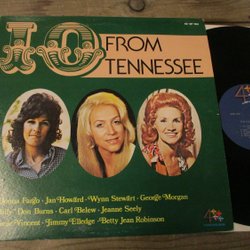 10 FROM
TENNESSEE
Donna Fargo - Jan Howard - Wynn Stewart - George Morgan
"Billy" Don Burns - Carl Belew - Jeanne Seely
Vincent - Jimmy Elledge - Betty Jean Robinson